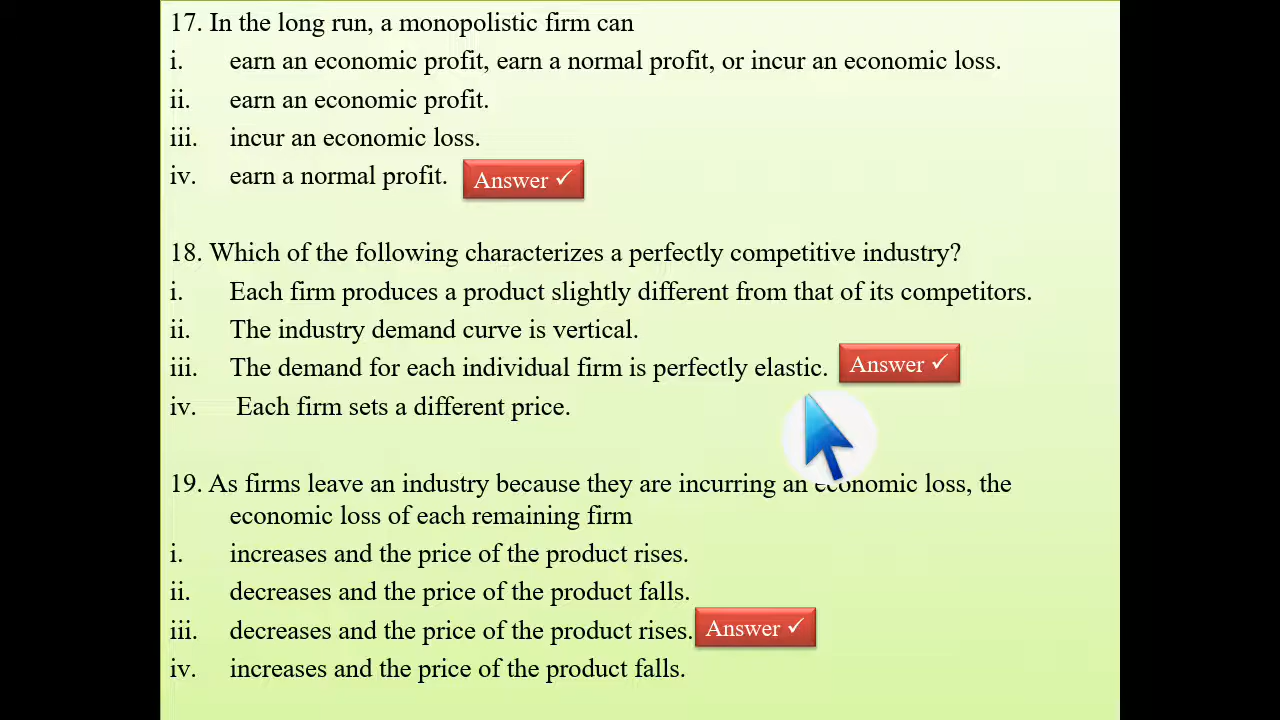 17. In the long run, a monopolistic firm can
i. earn an economic profit, earn a normal profit, or incur an economic loss.
ii. earn an economic profit.
iii. incur an economic loss.
iv. earn a normal profit. Answer ✓
18. Which of the following characterizes a perfectly competitive industry?
i. Each firm produces a product slightly different from that of its competitors.
ii. The industry demand curve is vertical.
iii. The demand for each individual firm is perfectly elastic. Answer ✓
iv. Each firm sets a different price.
19. As firms leave an industry because they are incurring an economic loss, the
economic loss of each remaining firm
i. increases and the price of the product rises.
ii. decreases and the price of the product falls.
iii. decreases and the price of the product rises. Answer ✓
iv. increases and the price of the product falls.